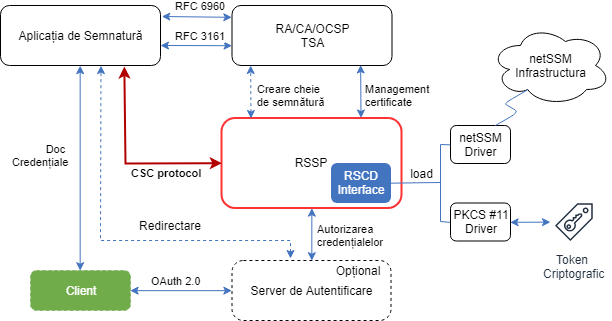 RFC 6960
Aplicația de Semnatură
RFC 3161
RA/CA/OCSP
TSA
netSSM
Infrastructura
Creare cheie
de semnătură
Management
certificate
Doc
Credențiale
CSC protocol
RSSP
RSCD
Interface
load
netSSM
Driver
PKCS #11
Driver
Redirectare
Autorizarea
credențialelor
Token
Criptografic
Opțional
Client
OAuth 2.0
Server de Autentificare